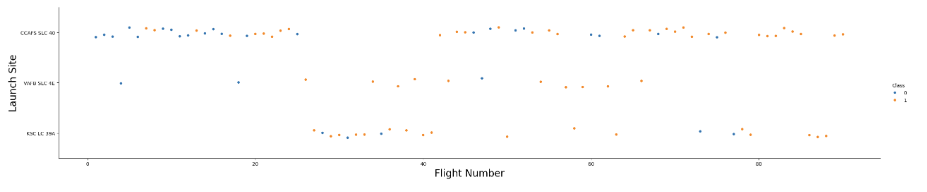 CCAFS SLC 40
VAFB SLC 4E
KSC LC 39A
Launch Site
0 20 40 60 80
Flight Number
Class
0
1